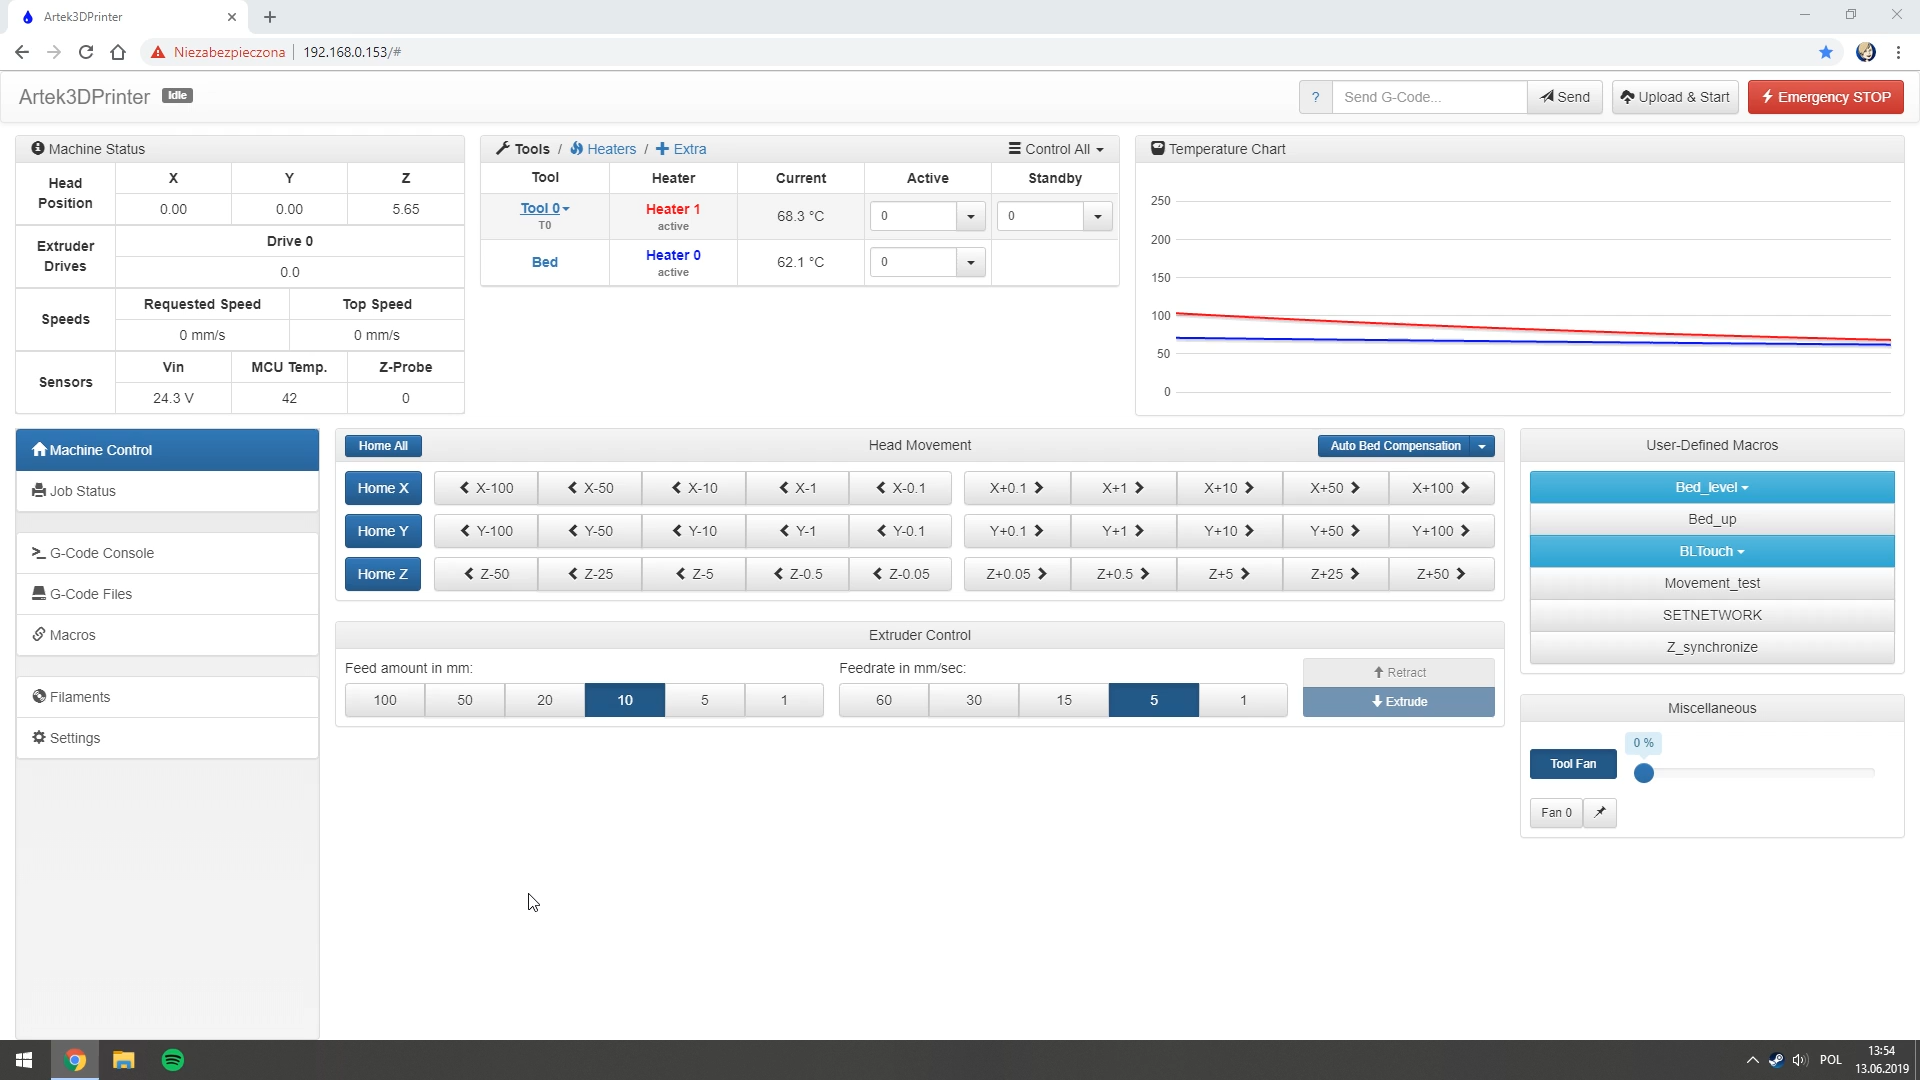 Artek3DPrinter
Niezabezpieczona 192.168.0.153/#
Artek3DPrinter Idle
? Send G-Code... Send Upload & Start Emergency STOP
Machine Status
Head Position X Y Z
0.00 0.00 5.65
Extruder Drives Drive 0
0.0
Speeds Requested Speed Top Speed
0 mm/s 0 mm/s
Sensors Vin MCU Temp. Z-Probe
24.3 V 42 0
Tools / Heaters / Extra Control All
Tool Heater Current Active Standby
Tool 0 Heater 1 68.3 °C 0 0
T0 active
Bed Heater 0 62.1 °C 0
active
Temperature Chart
250
200
150
100
50
0
Machine Control
Job Status
G-Code Console
G-Code Files
Macros
Filaments
Settings
Home All Head Movement Auto Bed Compensation
Home X X-100 X-50 X-10 X-1 X-0.1 X+0.1 X+1 X+10 X+50 X+100
Home Y Y-100 Y-50 Y-10 Y-1 Y-0.1 Y+0.1 Y+1 Y+10 Y+50 Y+100
Home Z Z-50 Z-25 Z-5 Z-0.5 Z-0.05 Z+0.05 Z+0.5 Z+5 Z+25 Z+50
Extruder Control
Feed amount in mm: Feedrate in mm/sec: Retract
100 50 20 10 5 1 60 30 15 5 1 Extrude
User-Defined Macros
Bed_level
Bed_up
BLTouch
Movement_test
SETNETWORK
Z_synchronize
Miscellaneous
0 %
Tool Fan
Fan 0
POL 13:54
13.06.2019